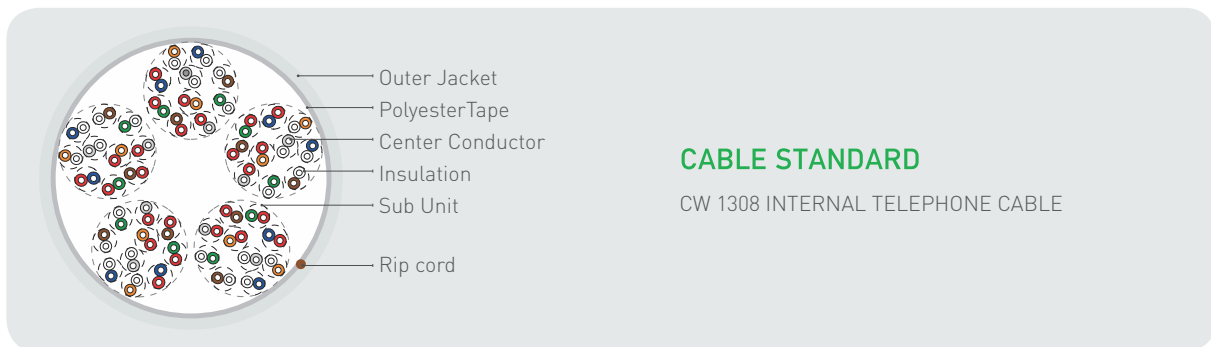 Outer Jacket
PolyesterTape
Center Conductor
Insulation
Sub Unit
Rip cord
CABLE STANDARD
CW 1308 INTERNAL TELEPHONE CABLE